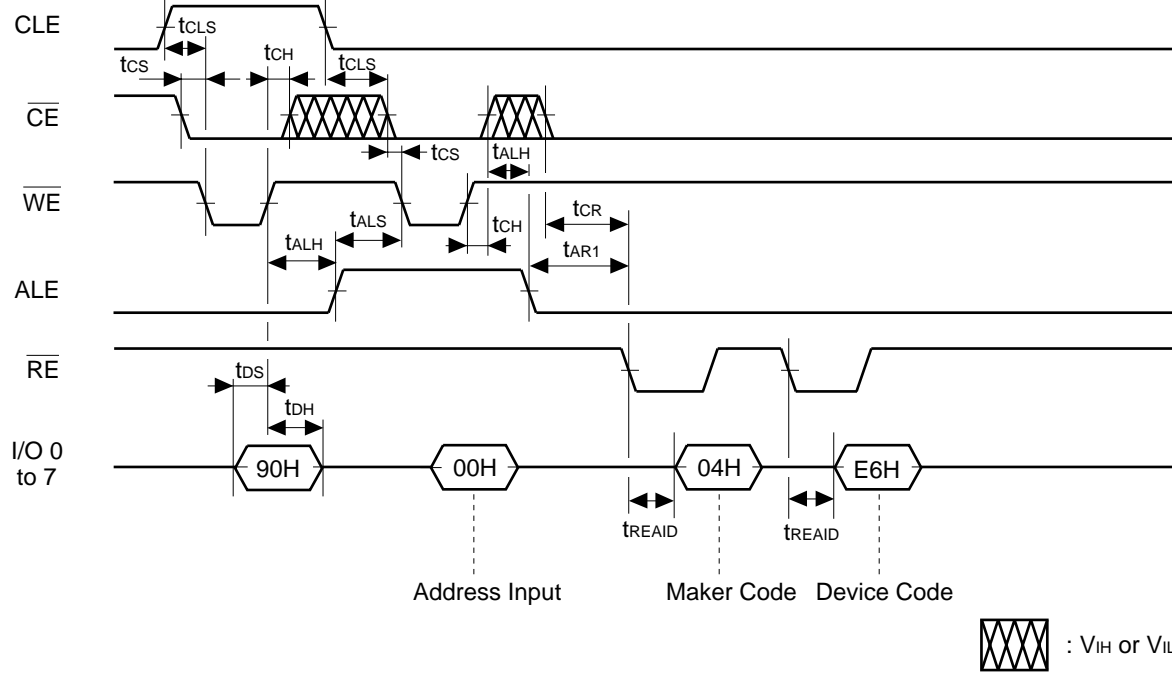 CLE
tCLS
tCH
tCLS
tCS
CE
tCS
tALH
WE
tCH
tCR
tALS
tALH
tAR1
ALE
RE
tDS
tDH
I/O 0
to 7
90H
00H
04H
E6H
tREAID
tREAID
Address Input
Maker Code
Device Code
: VIH or VIL